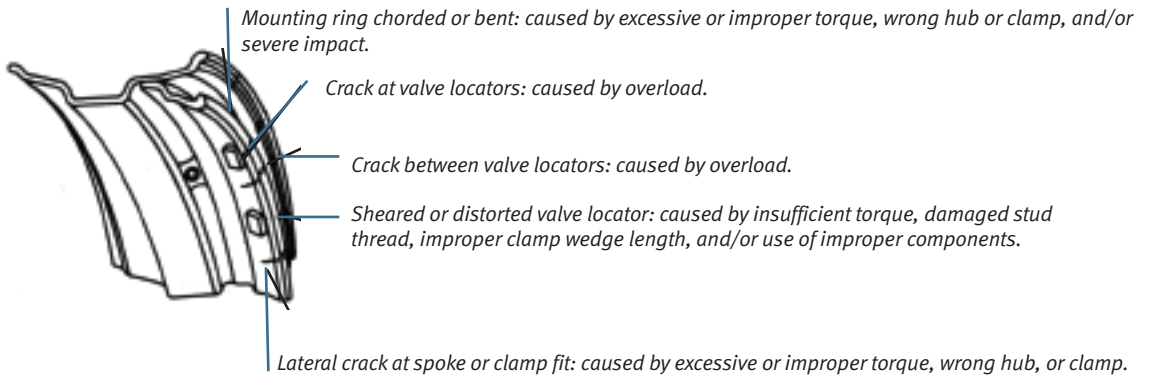 Mounting ring chorded or bent: caused by excessive or improper torque, wrong hub or clamp, and/or
severe impact.
Crack at valve locators: caused by overload.
Crack between valve locators: caused by overload.
Sheared or distorted valve locator: caused by insufficient torque, damaged stud
thread, improper clamp wedge length, and/or use of improper components.
Lateral crack at spoke or clamp fit: caused by excessive or improper torque, wrong hub, or clamp.